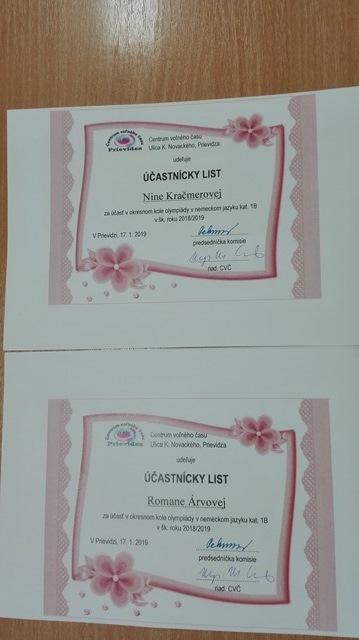 Centrum voľného času
Prievidza
Centrum voľného času
Ulica K. Novackého, Prievidza
udeľuje
ÚČASTNÍCKY LIST
Nine Kračmerovej
za účasť v okresnom kole olympiády v nemeckom jazyku kat. 1B
v šk. roku 2018/2019
V Prievidzi, 17. 1. 2019
predsedníčka komisie
riad. CVČ
Centrum voľného času
Prievidza
Centrum voľného času
Ulica K. Novackého, Prievidza
udeľuje
ÚČASTNÍCKY LIST
Romane Árvovej
za účasť v okresnom kole olympiády v nemeckom jazyku kat. 1B
v šk. roku 2018/2019
V Prievidzi, 17. 1. 2019
predsedníčka komisie
riad. CVČ